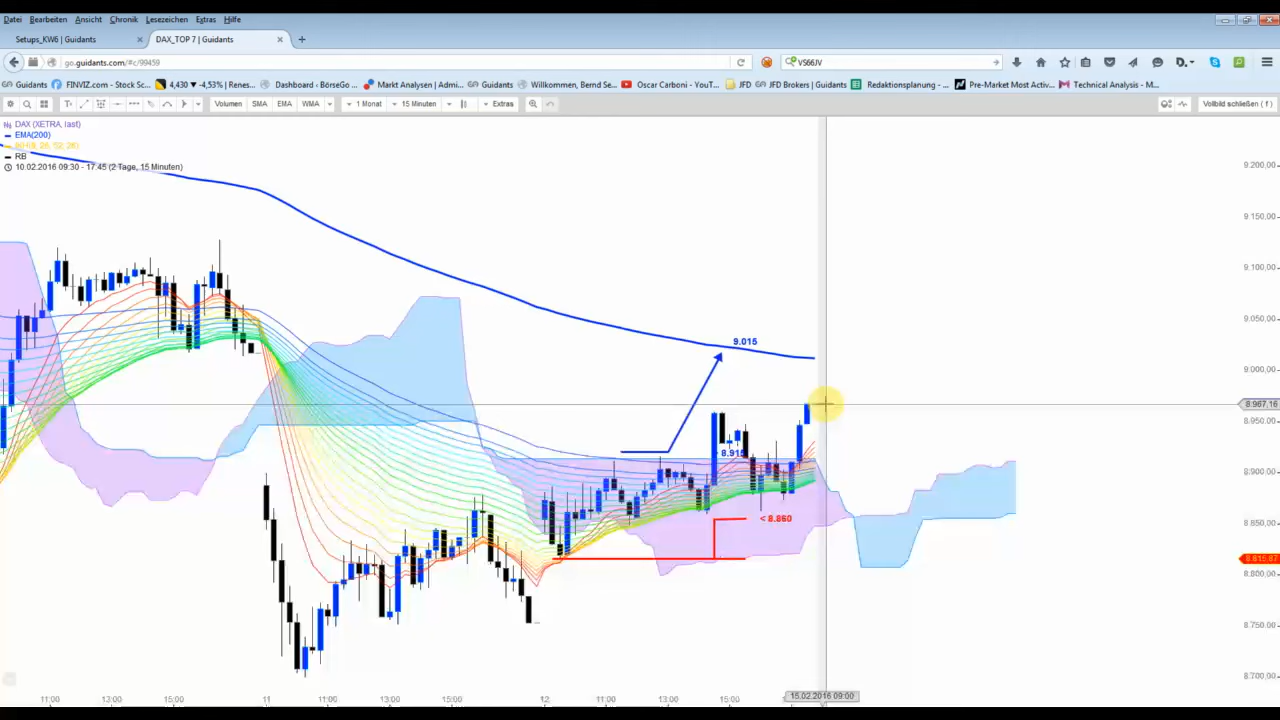 Datei Bearbeiten Ansicht Chronik Lesezeichen Extras Hilfe
Setups_KW6 | Guidants × DAX_TOP 7 | Guidants × +
go.guidants.com/#c/99459 VS66JV
Guidants FINVIZ.com - Stock Sc... 4,430 ▼ -4,53% | Renes... Dashboard ‹ BörseGo... Markt Analysen | Admi... Guidants Willkommen, Bernd Se... Oscar Carboni - YouT... JFD JFD Brokers | Guidants Redaktionsplanung - ... Pre-Market Most Activ... Technical Analysis - M...
Volumen SMA EMA WMA 1 Monat 15 Minuten Extras Vollbild schließen ( f )
DAX (XETRA, last)
EMA(200)
RB
10.02.2016 09:30 - 17:45 (2 Tage, 15 Minuten)
9.200,00
9.150,00
9.100,00
9.050,00
9.015
9.000,00
8.967,16
8.950,00
8.915
8.900,00
< 8.860
8.850,00
8.815,87
8.800,00
8.750,00
8.700,00
11:00 13:00 15:00 11 11:00 13:00 15:00 12 11:00 13:00 15:00 15.02.2016 09:00